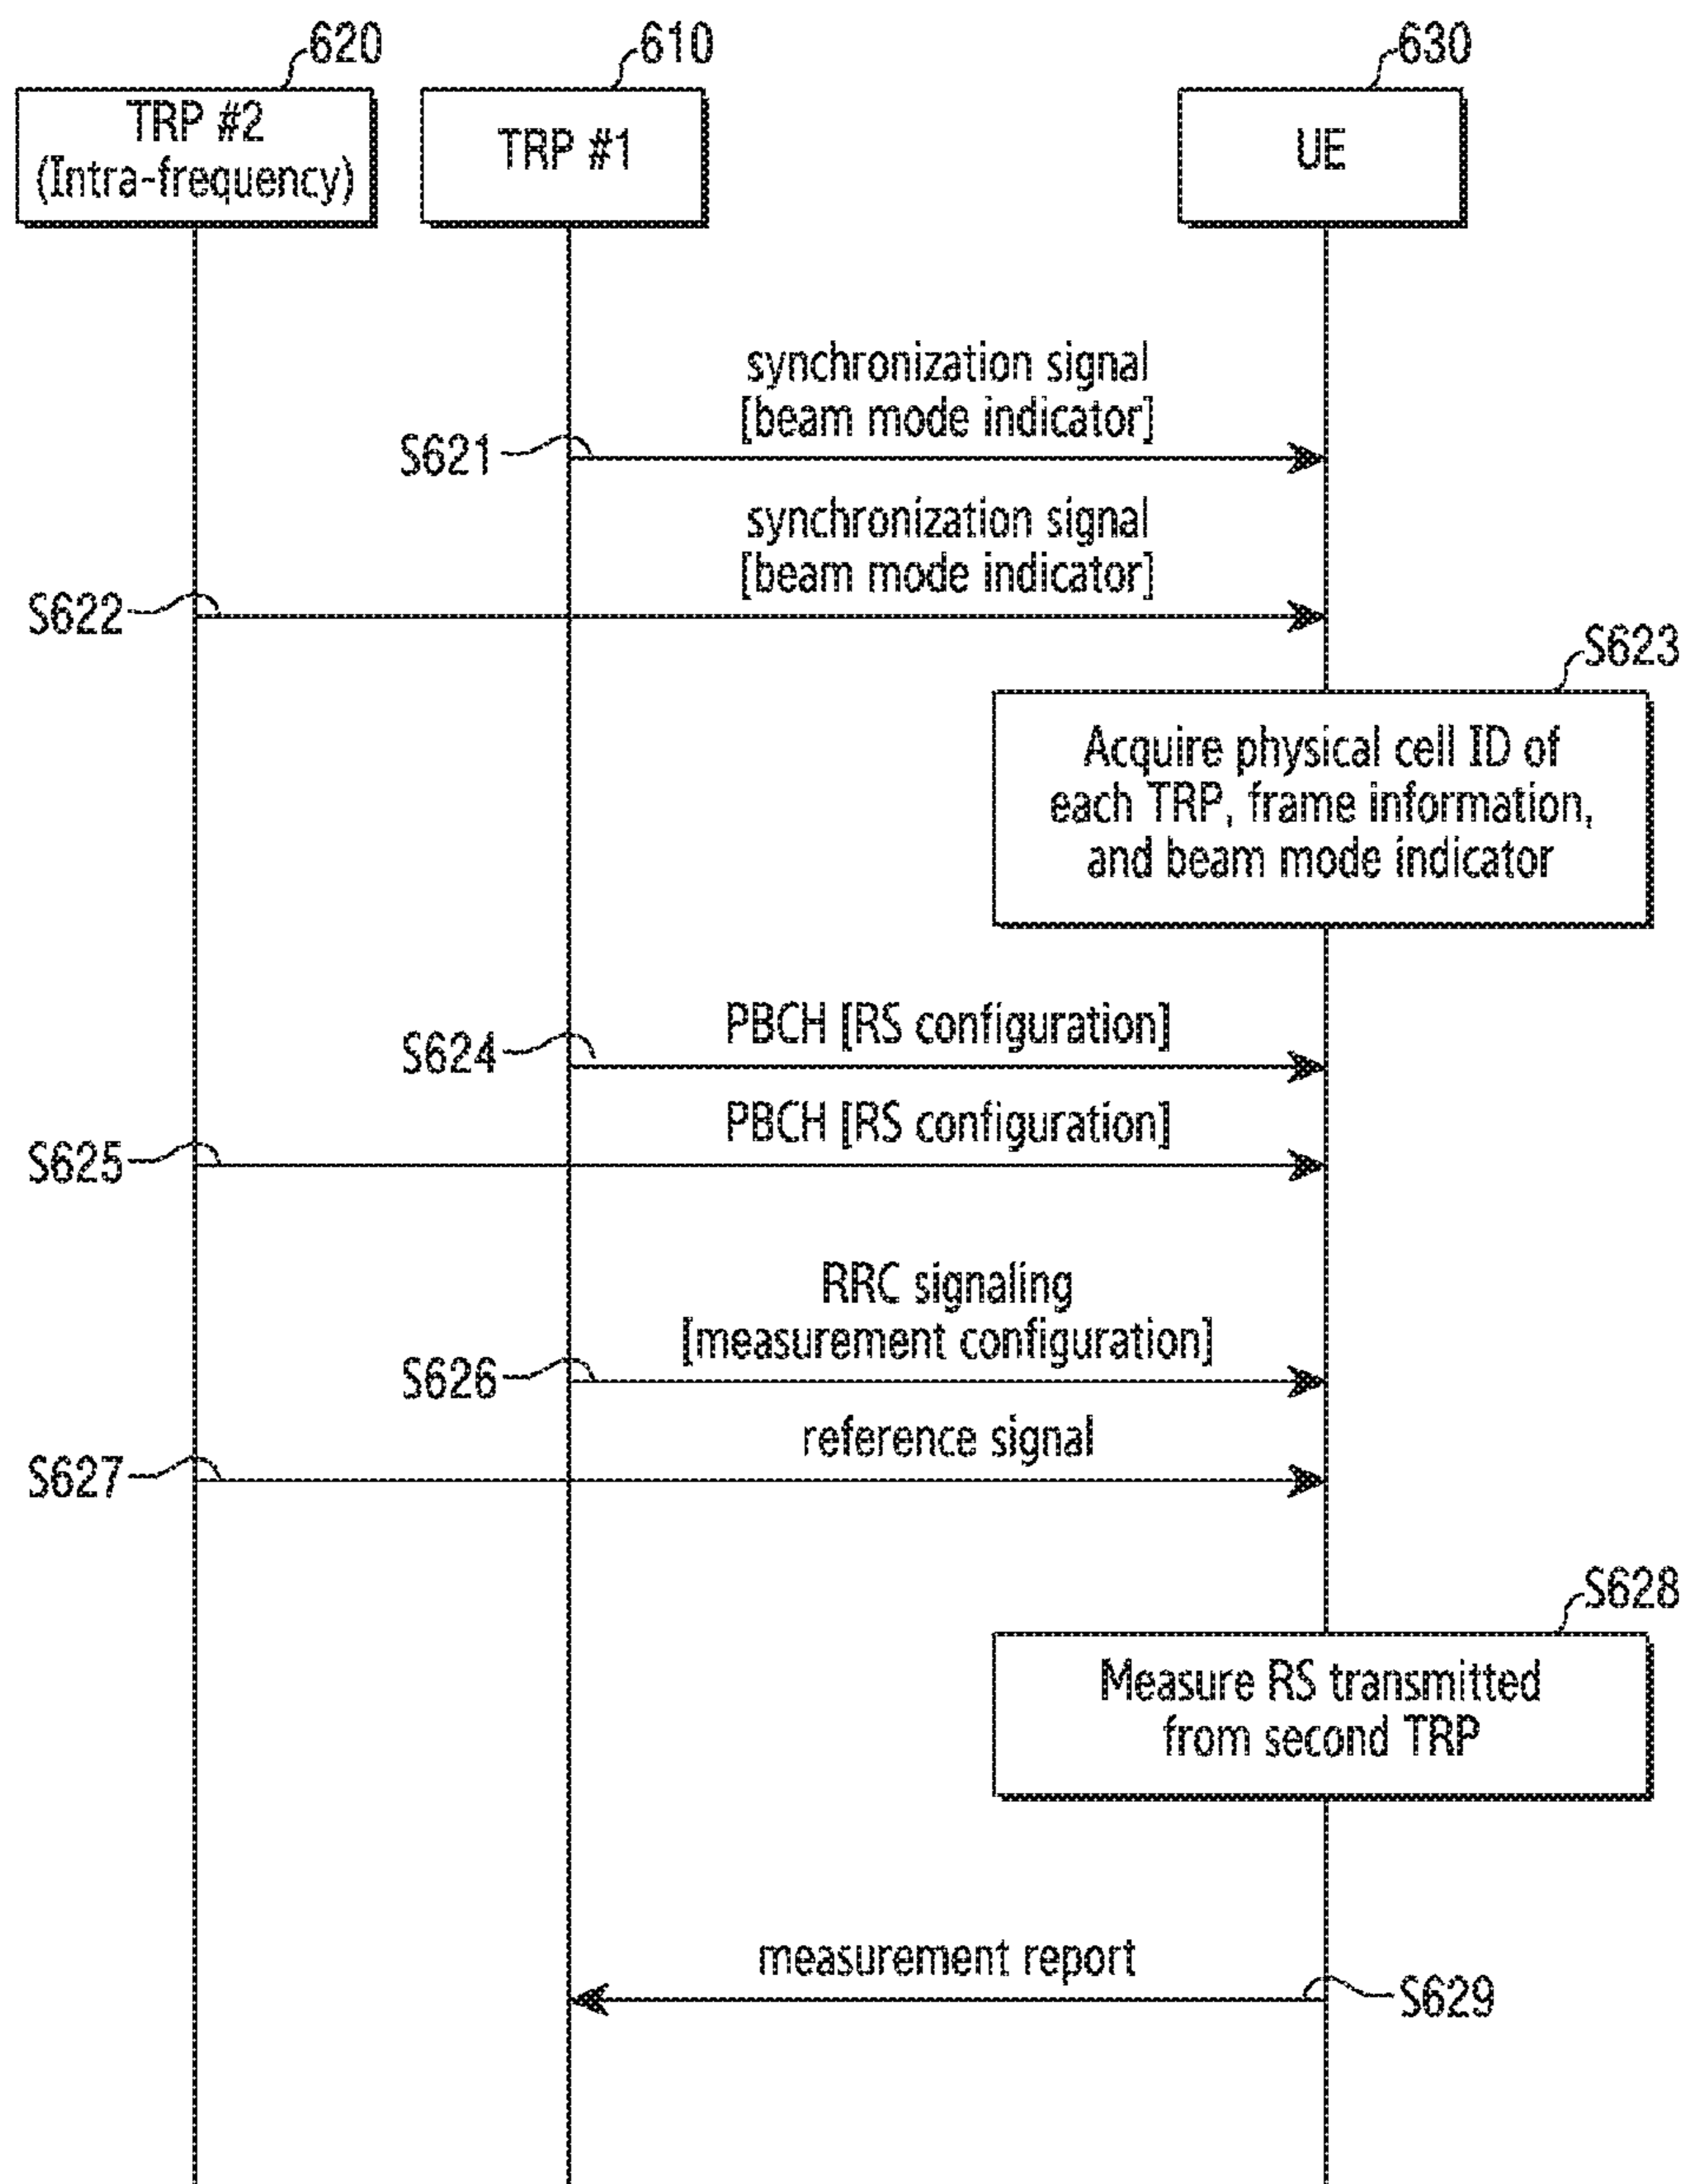 620
610
630
TRP #2
(Intra-frequency)
TRP #1
UE
synchronization signal
[beam mode indicator]
S621
synchronization signal
[beam mode indicator]
S622
S623
Acquire physical cell ID of
each TRP, frame information,
and beam mode indicator
PBCH [RS configuration]
S624
PBCH [RS configuration]
S625
RRC signaling
[measurement configuration]
S626
reference signal
S627
S628
Measure RS transmitted
from second TRP
measurement report
S629